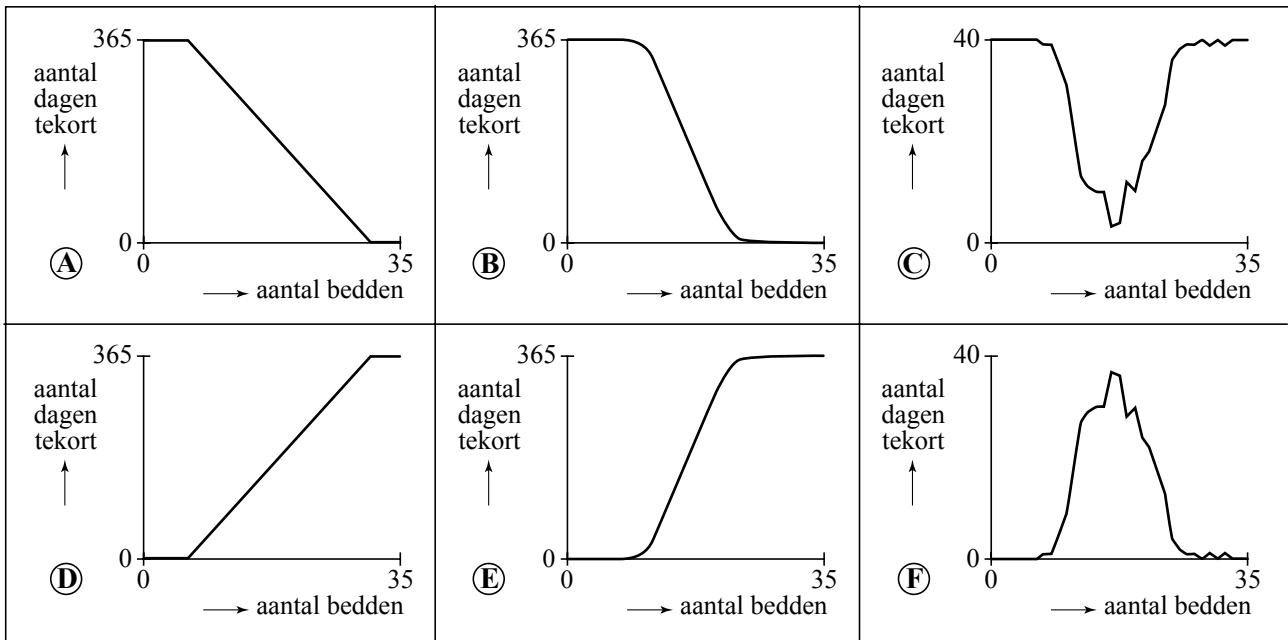 365
aantal
dagen
tekort
0
0
35
aantal bedden
A
365
aantal
dagen
tekort
0
0
35
aantal bedden
B
40
aantal
dagen
tekort
0
0
35
aantal bedden
C
365
aantal
dagen
tekort
0
0
35
aantal bedden
D
365
aantal
dagen
tekort
0
0
35
aantal bedden
E
40
aantal
dagen
tekort
0
0
35
aantal bedden
F